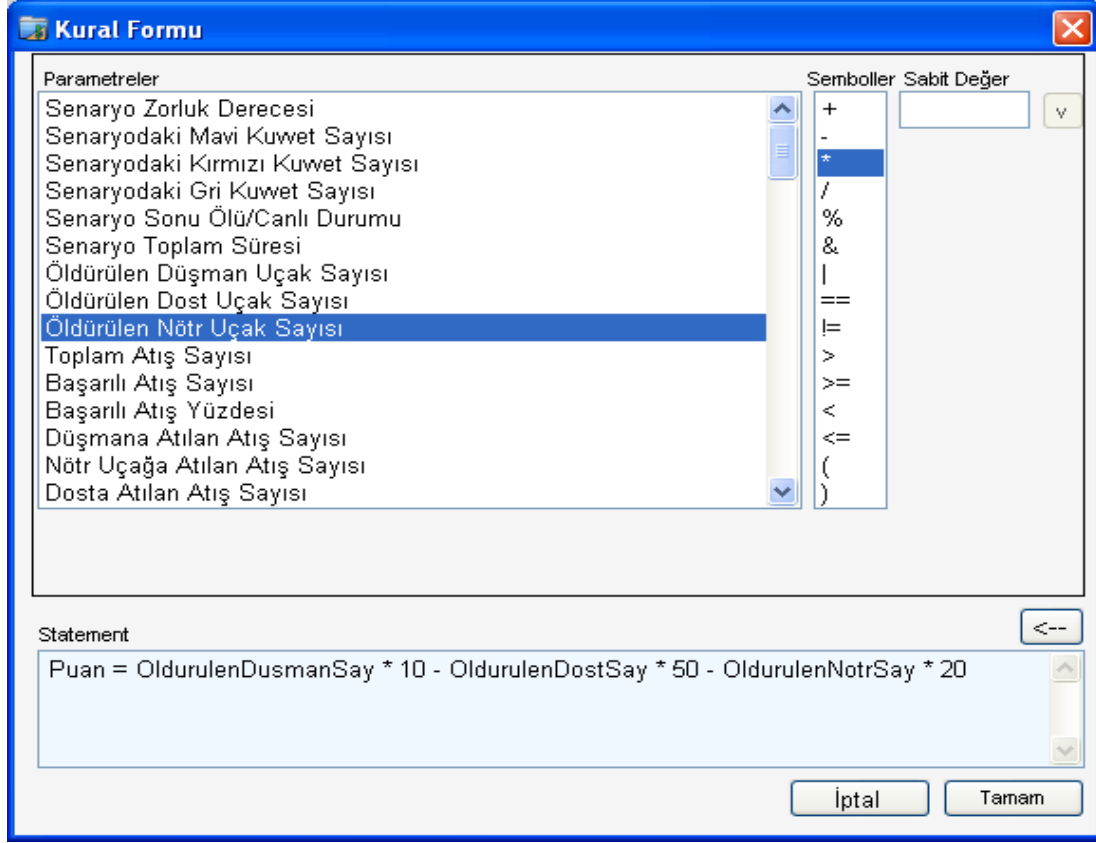 Kural Formu
Parametreler
Senaryo Zorluk Derecesi
Senaryodaki Mavi Kuvvet Sayısı
Senaryodaki Kırmızı Kuvvet Sayısı
Senaryodaki Gri Kuvvet Sayısı
Senaryo Sonu Ölü/Canlı Durumu
Senaryo Toplam Süresi
Öldürülen Düşman Uçak Sayısı
Öldürülen Dost Uçak Sayısı
Öldürülen Nötr Uçak Sayısı
Toplam Atış Sayısı
Başarılı Atış Sayısı
Başarılı Atış Yüzdesi
Düşmana Atılan Atış Sayısı
Nötr Uçağa Atılan Atış Sayısı
Dosta Atılan Atış Sayısı
Semboller
+
-
*
/
%
&
|
==
!=
>
>=
<
<=
(
)
Sabit Değer
v
<--
Statement
Puan = OldurulenDusmanSay * 10 - OldurulenDostSay * 50 - OldurulenNotrSay * 20
İptal
Tamam